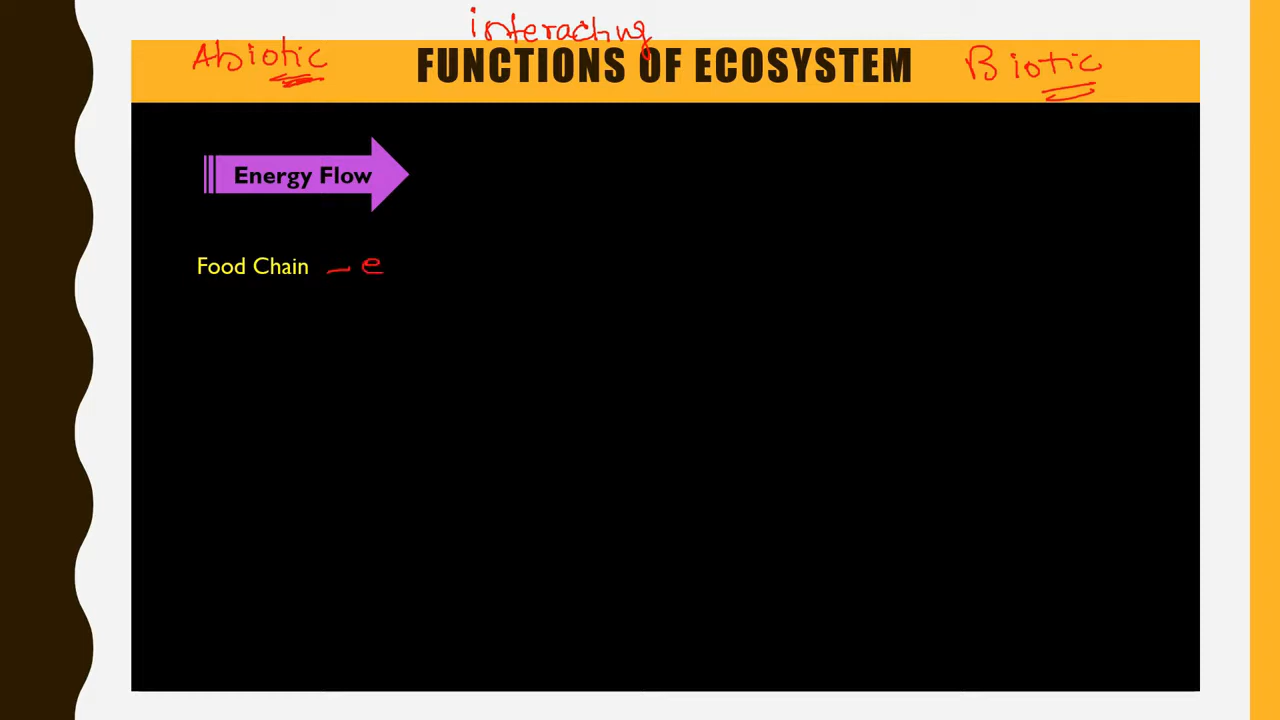 interacting
Abiotic FUNCTIONS OF ECOSYSTEM Biotic
Energy Flow
Food Chain – e